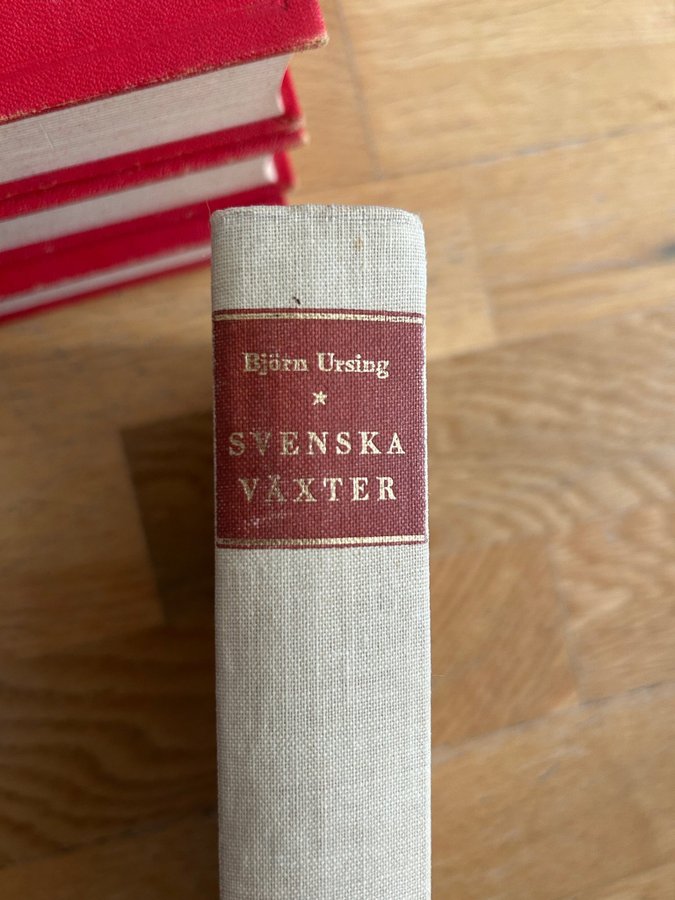 Björn Ursing
SVENSKA
VÄXTER